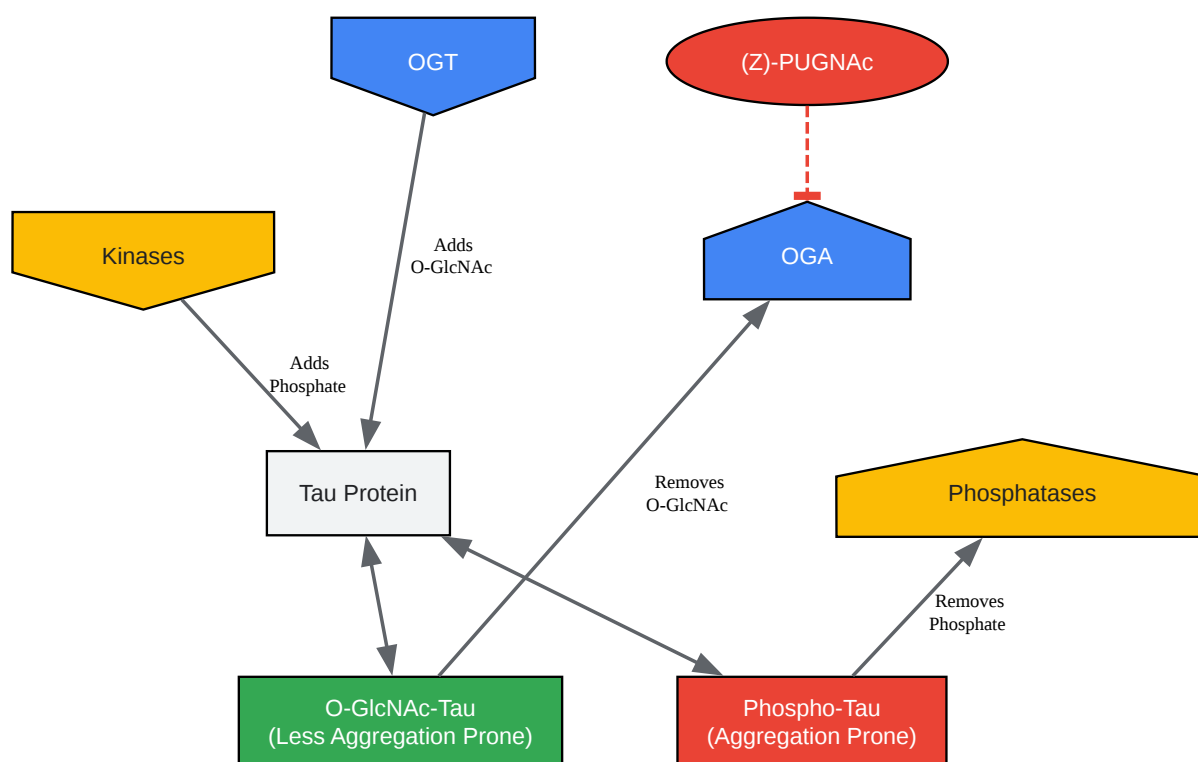 OGT
(Z)-PUGNAc
Kinases
Adds
O-GlcNAc
OGA
Adds
Phosphate
Tau Protein
Removes
O-GlcNAc
Phosphatases
Removes
Phosphate
O-GlcNAc-Tau
(Less Aggregation Prone)
Phospho-Tau
(Aggregation Prone)